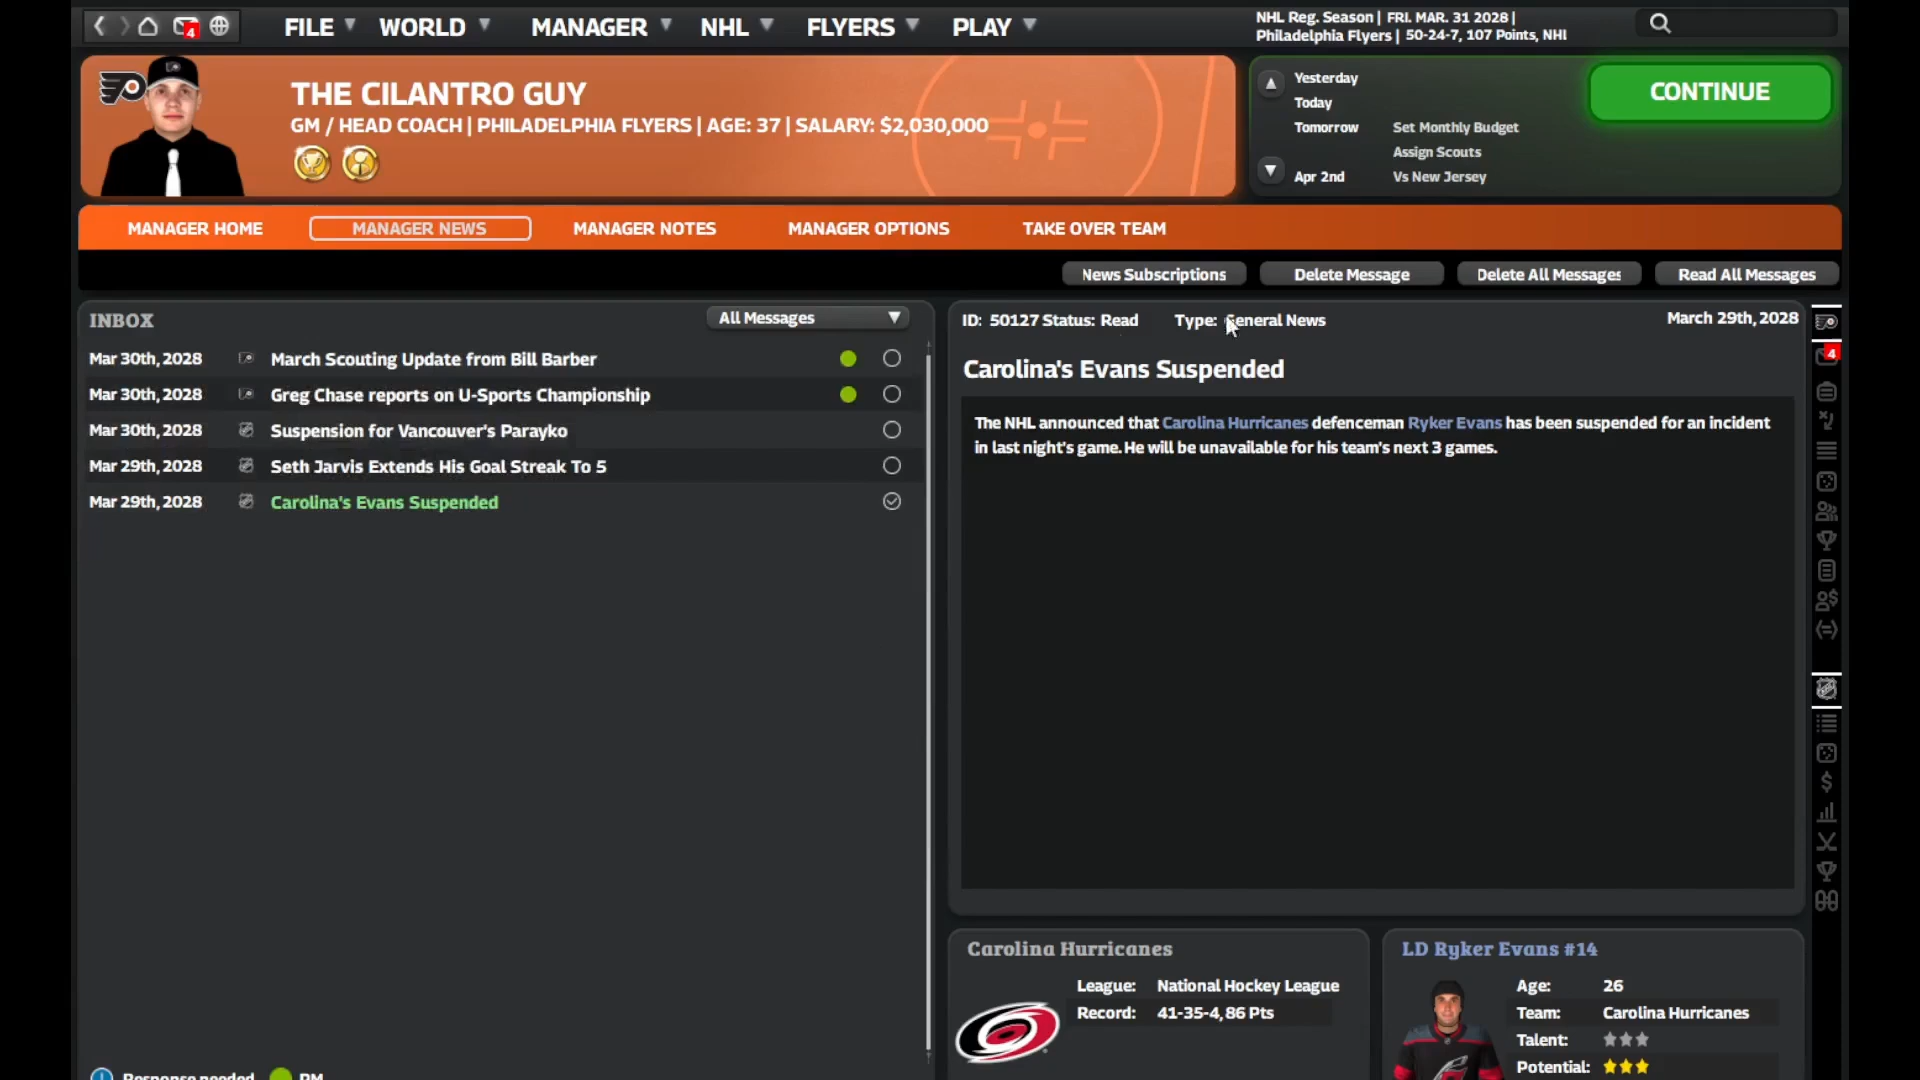 4
FILE
WORLD
MANAGER
NHL
FLYERS
PLAY
NHL Reg. Season | FRI. MAR. 31 2028 |
Philadelphia Flyers | 50-24-7, 107 Points, NHI
THE CILANTRO GUY
GM / HEAD COACH | PHILADELPHIA FLYERS | AGE: 37 | SALARY: $2,030,000
Yesterday
Today
Tomorrow Set Monthly Budget
Assign Scouts
Apr 2nd Vs New Jersey
CONTINUE
MANAGER HOME
MANAGER NEWS
MANAGER NOTES
MANAGER OPTIONS
TAKE OVER TEAM
News Subscriptions
Delete Message
Delete All Messages
Read All Messages
INBOX
All Messages
Mar 30th, 2028 March Scouting Update from Bill Barber
Mar 30th, 2028 Greg Chase reports on U-Sports Championship
Mar 30th, 2028 Suspension for Vancouver's Parayko
Mar 29th, 2028 Seth Jarvis Extends His Goal Streak To 5
Mar 29th, 2028 Carolina's Evans Suspended
Response needed
PM
ID: 50127 Status: Read Type: General News March 29th, 2028
Carolina's Evans Suspended
The NHL announced that Carolina Hurricanes defenceman Ryker Evans has been suspended for an incident
in last night's game. He will be unavailable for his team's next 3 games.
4
Carolina Hurricanes
League: National Hockey League
Record: 41-35-4, 86 Pts
LD Ryker Evans #14
Age: 26
Team: Carolina Hurricanes
Talent:
Potential: